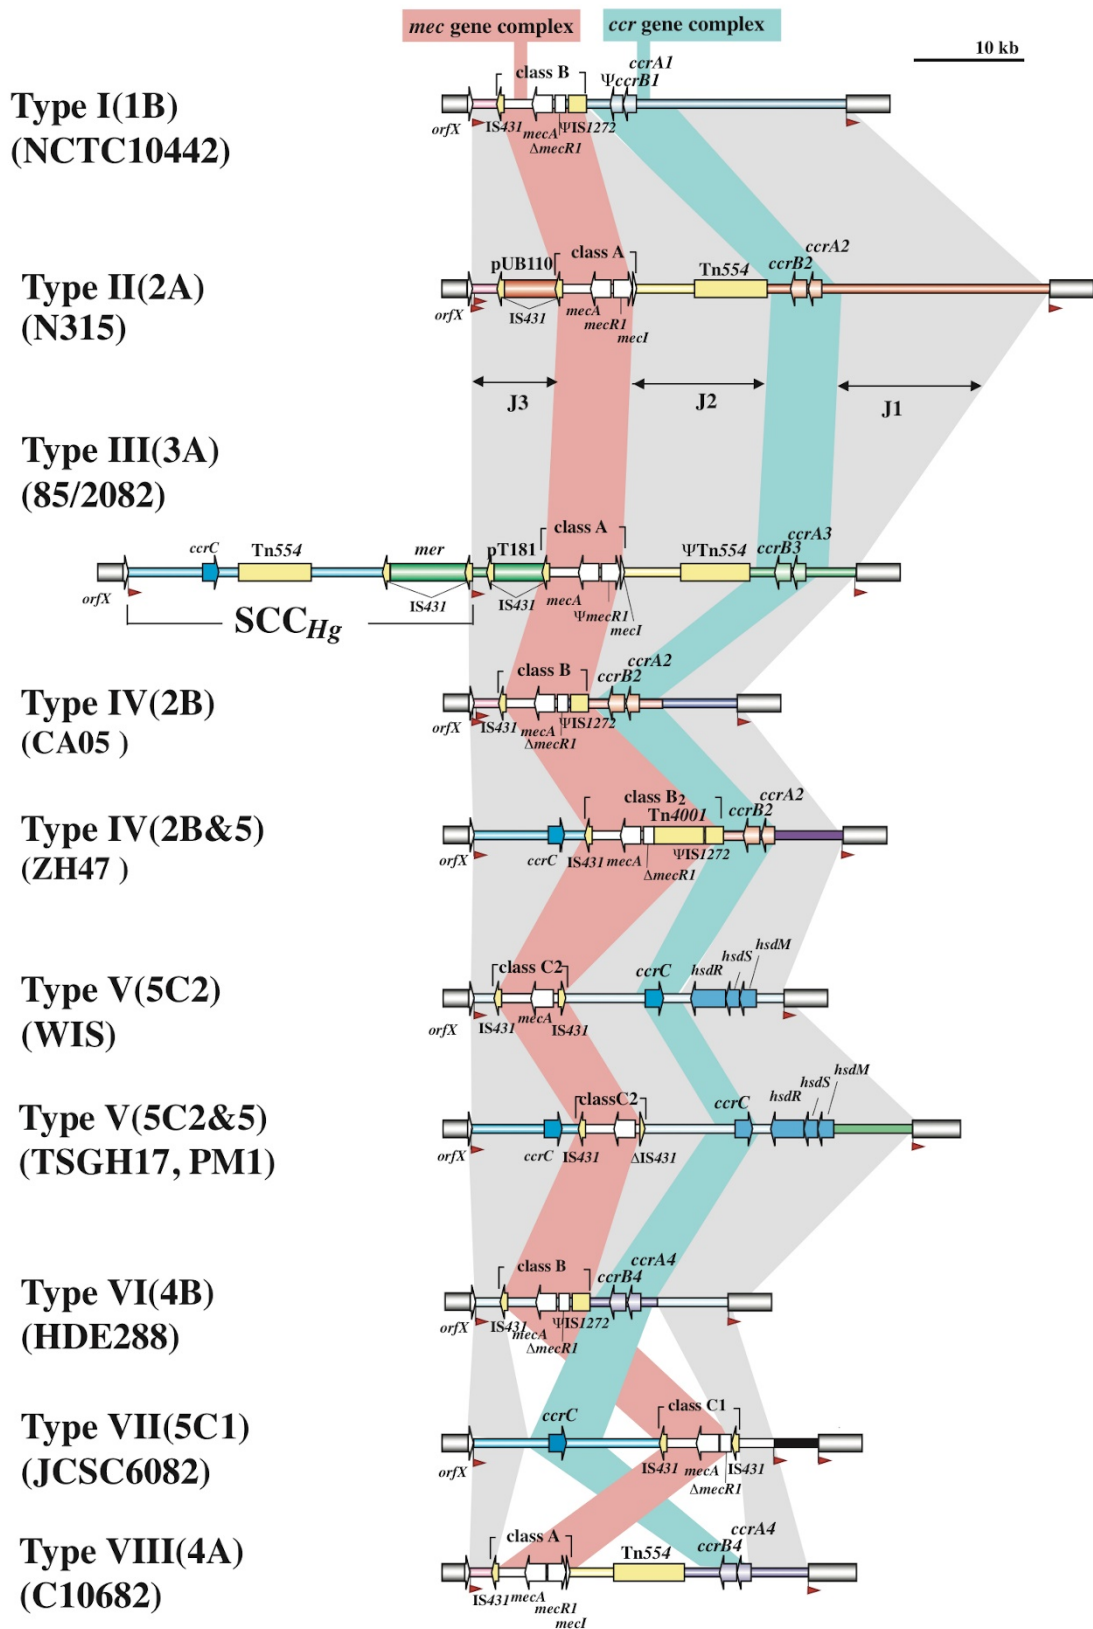 mec gene complex ccr gene complex
10 kb
class B ccrA1
ΨccrB1
Type I(1B)
(NCTC10442)
orfX IS431 mecA ΨIS1272
ΔmecR1
class A ccrA2
pUB110 Tn554 ccrB2
Type II(2A)
(N315)
orfX IS431 mecA mecR1 mecI
J3 J2 J1
Type III(3A)
(85/2082)
class A ccrA3
ccrC Tn554 mer pT181 ΨTn554 ccrB3
orfX IS431 IS431 mecA ΨmecR1 mecI
SCCHg
class B ccrA2
ccrB2
Type IV(2B)
(CA05 )
orfX IS431 mecA ΨIS1272
ΔmecR1
class B2 ccrA2
Tn4001 ccrB2
Type IV(2B&5)
(ZH47 )
orfX ccrC IS431 mecA ΔmecR1 ΨIS1272
hsdM
hsdS
class C2 ccrC hsdR
Type V(5C2)
(WIS)
orfX IS431 mecA IS431
hsdM
hsdS
classC2 ccrC hsdR
Type V(5C2&5)
(TSGH17, PM1)
orfX ccrC IS431 ΔIS431
class B ccrA4
ccrB4
Type VI(4B)
(HDE288)
orfX IS431 mecA ΨIS1272
ΔmecR1
ccrC class C1
Type VII(5C1)
(JCSC6082)
orfX IS431 mecA IS431
ΔmecR1
class A ccrA4
Tn554 ccrB4
Type VIII(4A)
(C10682)
orfX IS431 mecA
mecR1
mecI